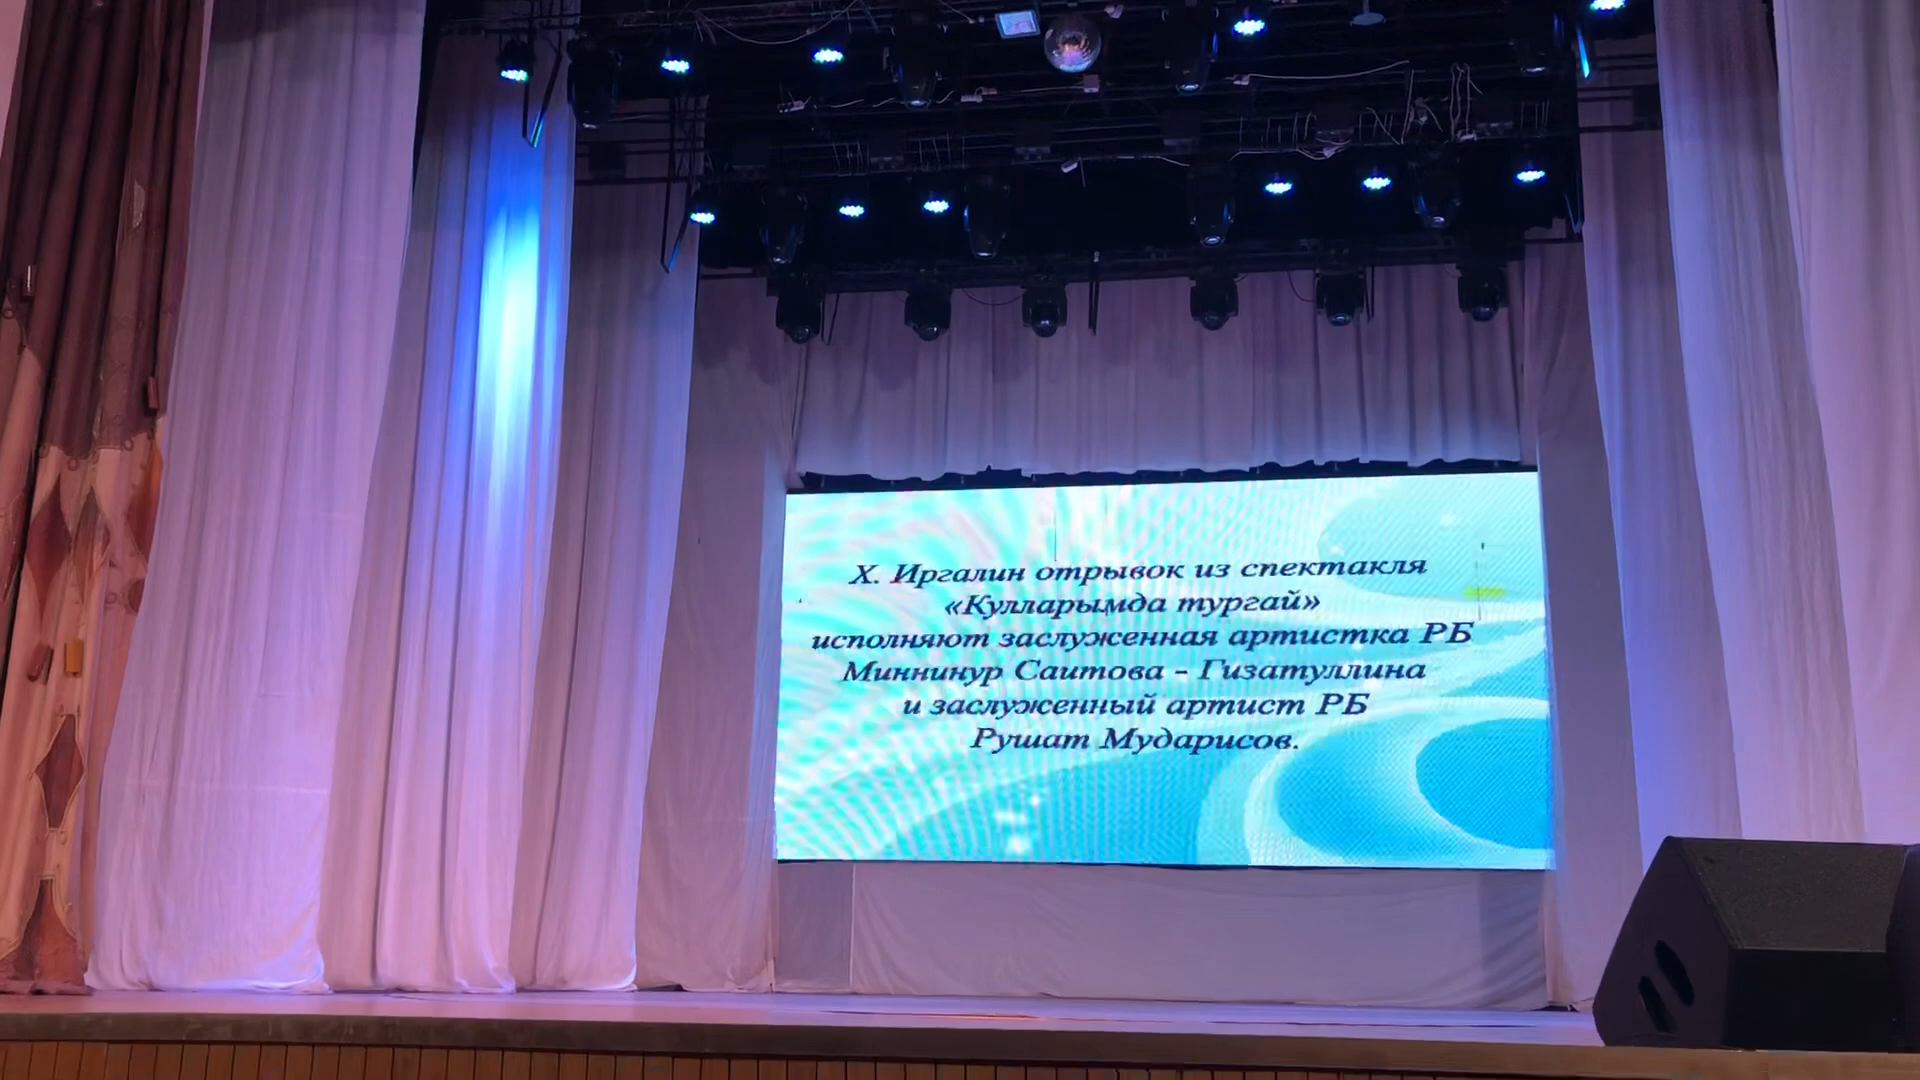 Х. Иргалин отрывок из спектакля
«Кулларымда тургай»
исполняют заслуженная артистка РБ
Миннинур Саитова - Гизатуллина
и заслуженный артист РБ
Рушат Мударисов.